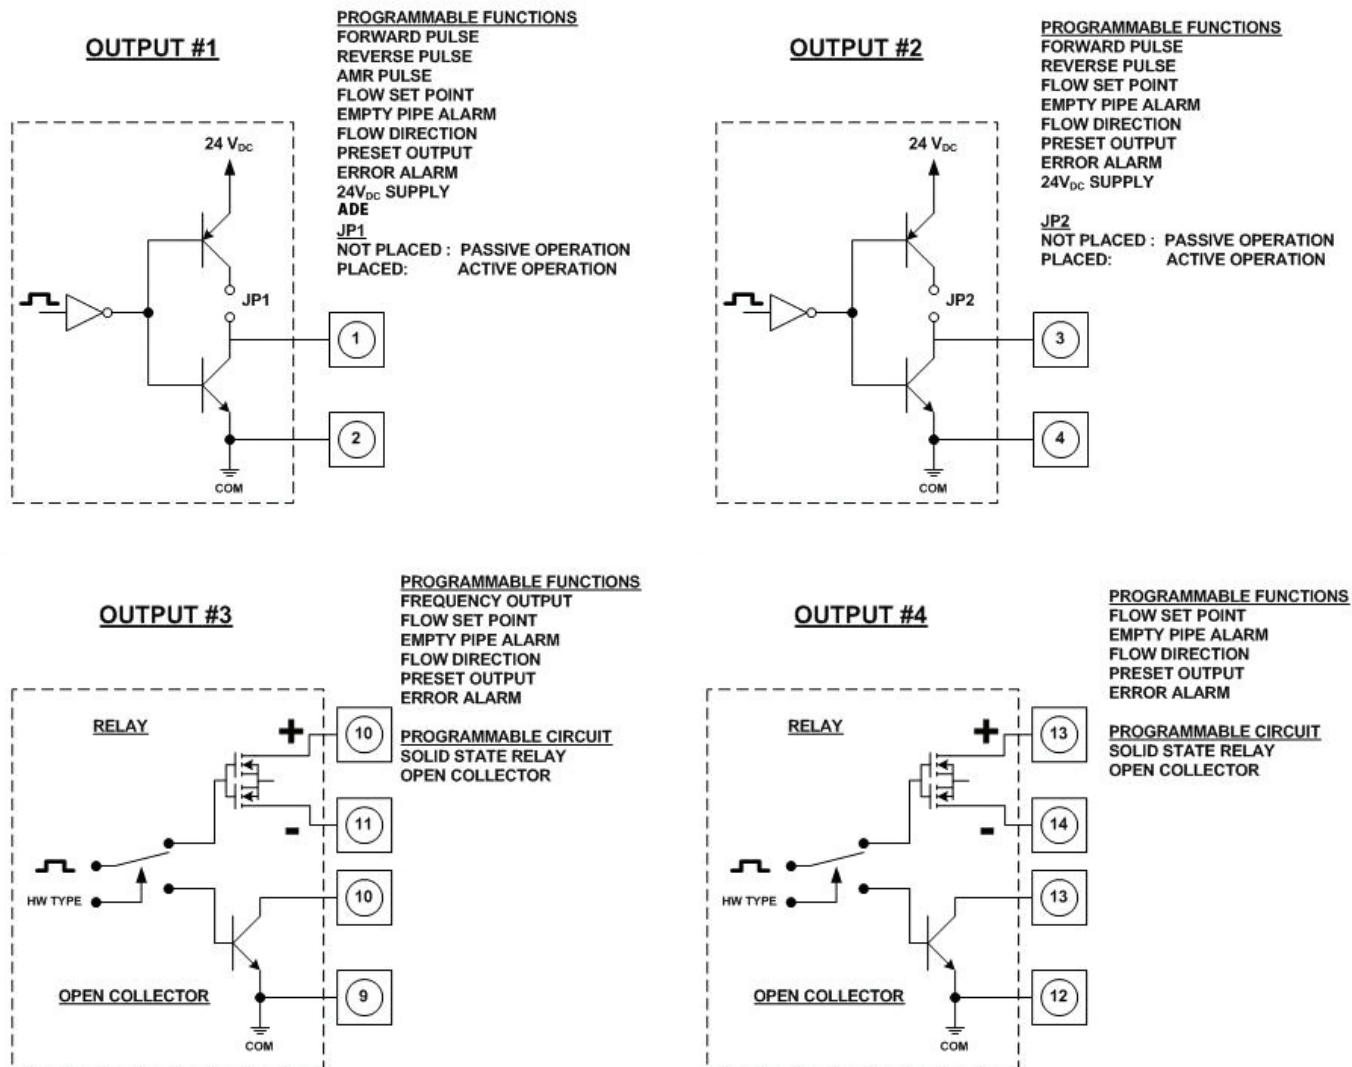 OUTPUT #1
PROGRAMMABLE FUNCTIONS
FORWARD PULSE
REVERSE PULSE
AMR PULSE
FLOW SET POINT
EMPTY PIPE ALARM
FLOW DIRECTION
PRESET OUTPUT
ERROR ALARM
24VDC SUPPLY
ADE
JP1
NOT PLACED : PASSIVE OPERATION
PLACED: ACTIVE OPERATION
24 VDC
JP1
1
2
COM
OUTPUT #2
PROGRAMMABLE FUNCTIONS
FORWARD PULSE
REVERSE PULSE
FLOW SET POINT
EMPTY PIPE ALARM
FLOW DIRECTION
PRESET OUTPUT
ERROR ALARM
24VDC SUPPLY
JP2
NOT PLACED : PASSIVE OPERATION
PLACED: ACTIVE OPERATION
24 VDC
JP2
3
4
COM
OUTPUT #3
PROGRAMMABLE FUNCTIONS
FREQUENCY OUTPUT
FLOW SET POINT
EMPTY PIPE ALARM
FLOW DIRECTION
PRESET OUTPUT
ERROR ALARM
PROGRAMMABLE CIRCUIT
SOLID STATE RELAY
OPEN COLLECTOR
RELAY
+
10
-
11
HW TYPE
10
OPEN COLLECTOR
9
COM
OUTPUT #4
PROGRAMMABLE FUNCTIONS
FLOW SET POINT
EMPTY PIPE ALARM
FLOW DIRECTION
PRESET OUTPUT
ERROR ALARM
PROGRAMMABLE CIRCUIT
SOLID STATE RELAY
OPEN COLLECTOR
RELAY
+
13
-
14
HW TYPE
13
OPEN COLLECTOR
12
COM